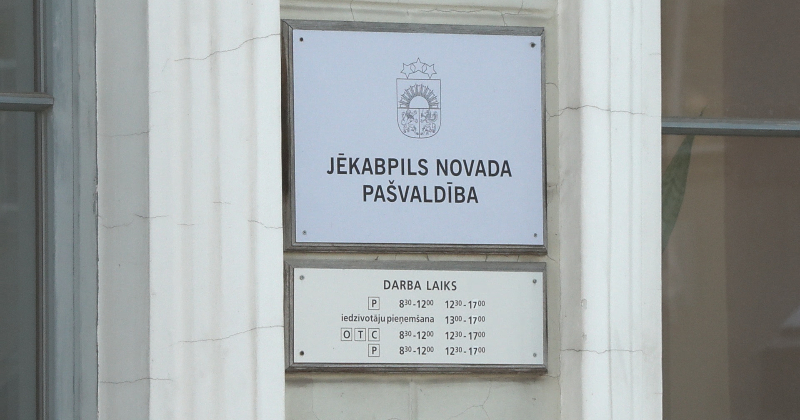 JĒKABPILS NOVADA
PAŠVALDĪBA
DARBA LAIKS
P 8³⁰-12⁰⁰ 12³⁰-17⁰⁰
iedzīvotāju pieņemšana 13⁰⁰-17⁰⁰
O T C 8³⁰-12⁰⁰ 12³⁰-17⁰⁰
P 8³⁰-12⁰⁰ 12³⁰-17⁰⁰